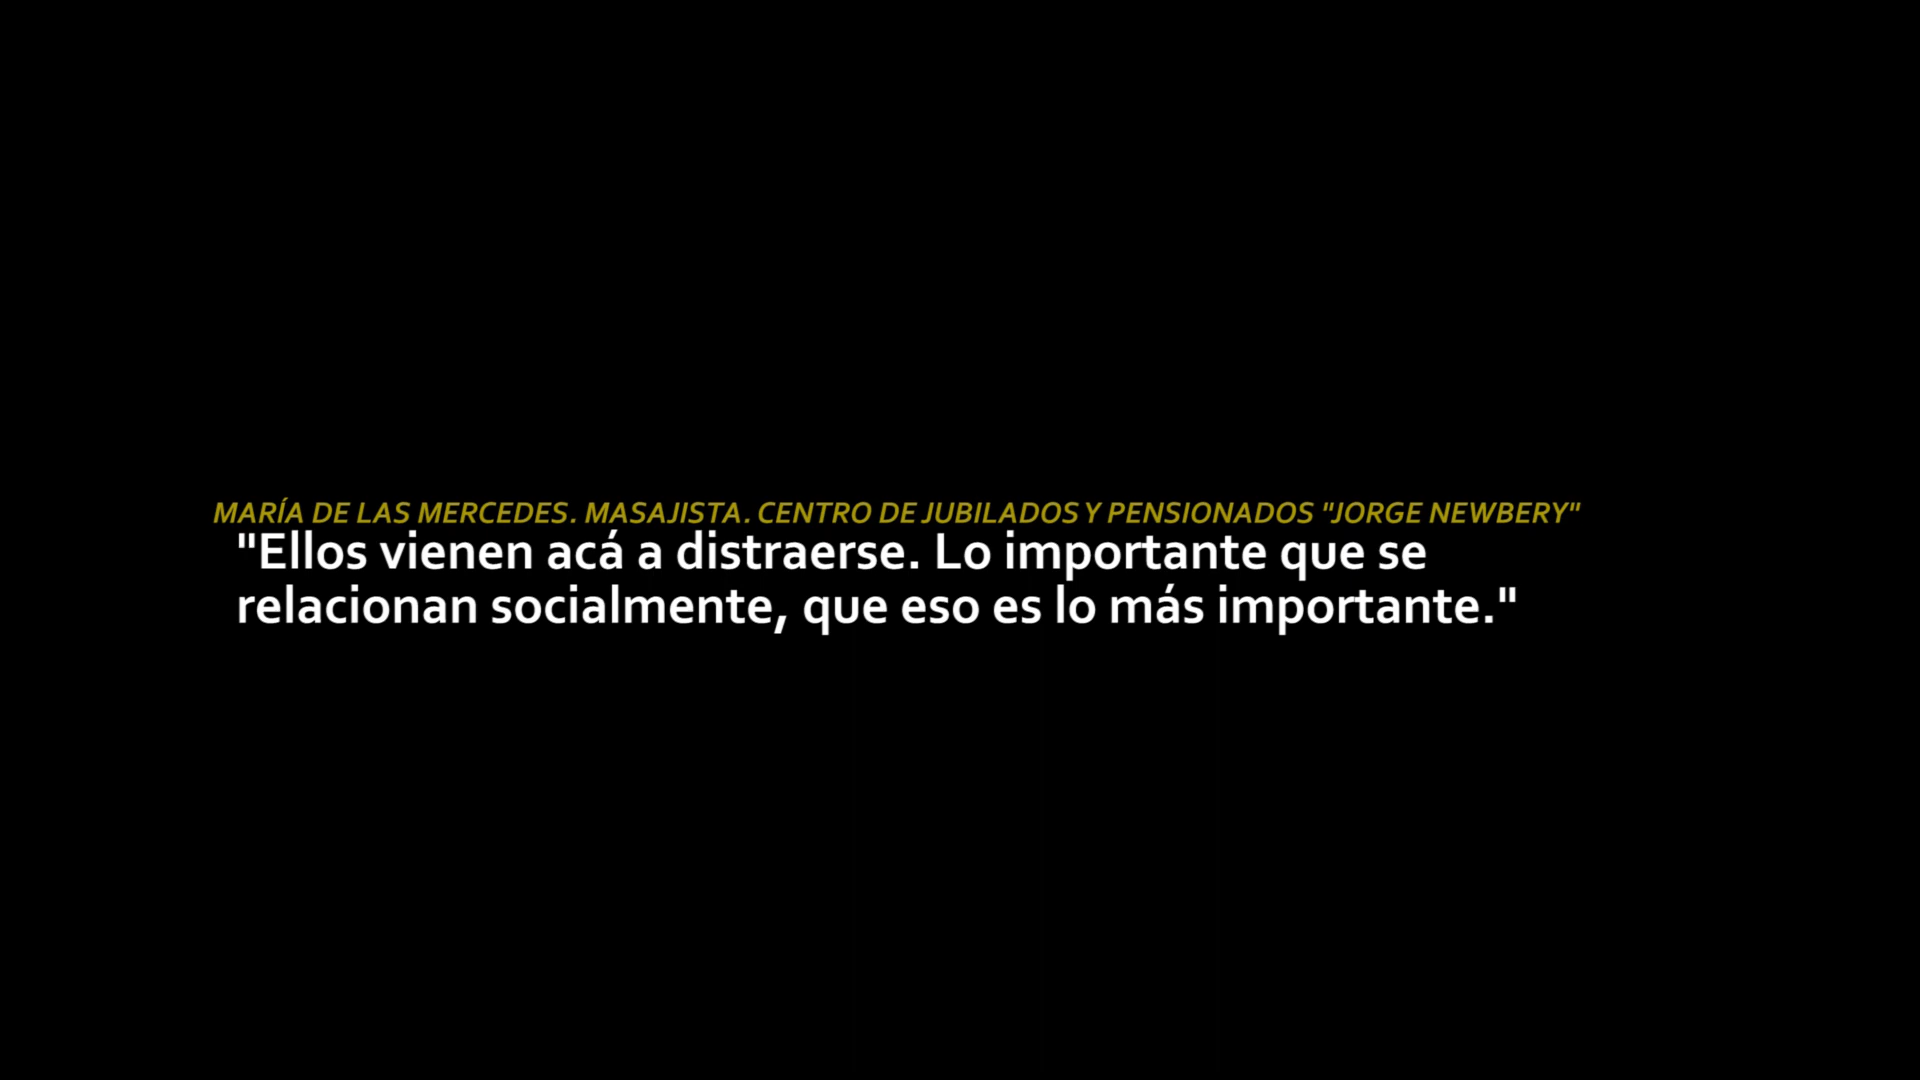 MARÍA DE LAS MERCEDES. MASAJISTA. CENTRO DE JUBILADOS Y PENSIONADOS "JORGE NEWBERY"
"Ellos vienen acá a distraerse. Lo importante que se
relacionan socialmente, que eso es lo más importante."